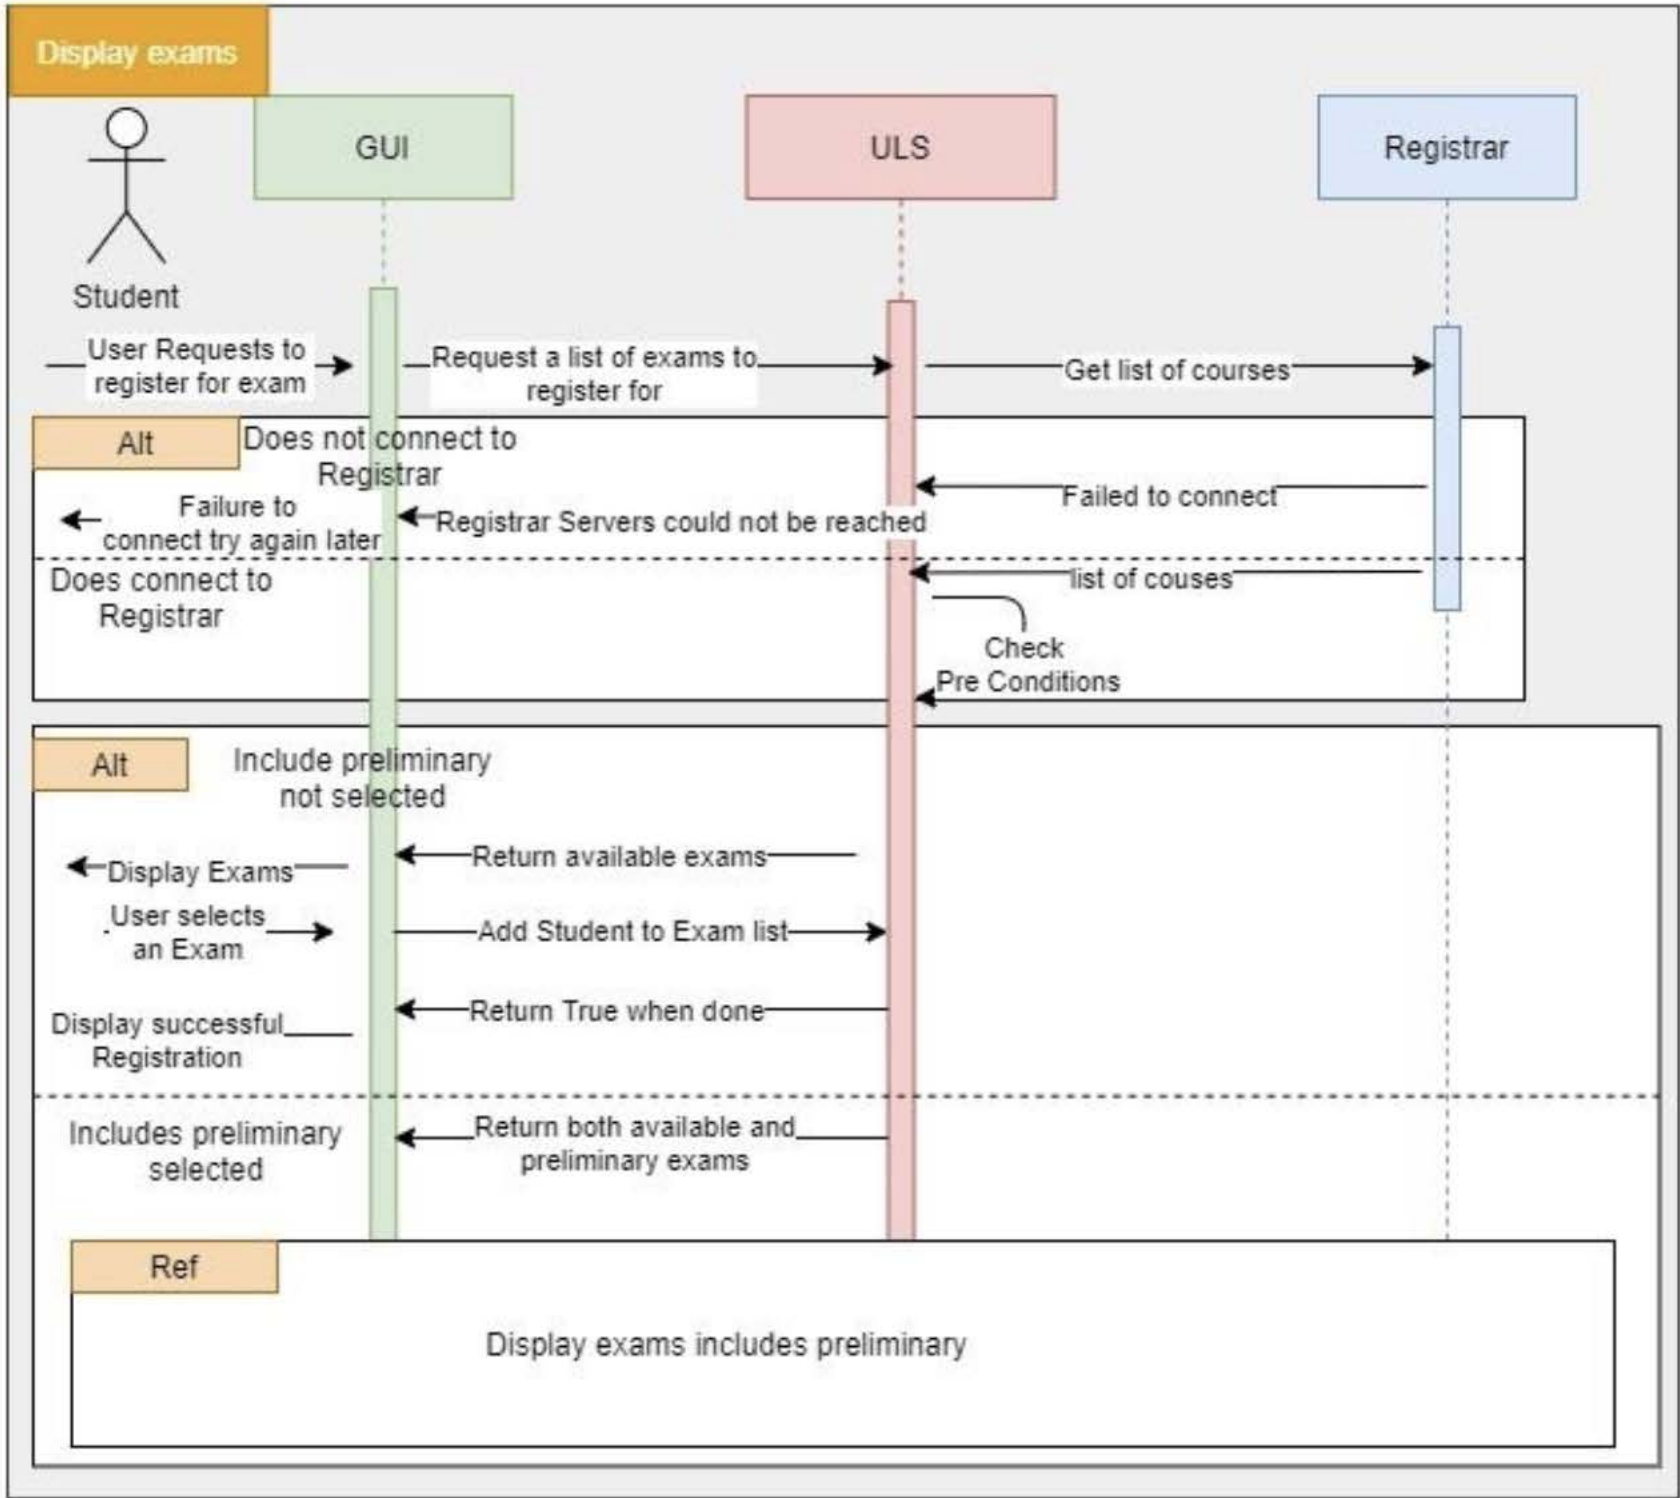 Display exams
GUI
ULS
Registrar
Student
User Requests to
register for exam
Request a list of exams to
register for
Get list of courses
Alt
Does not connect to
Registrar
Failed to connect
Registrar Servers could not be reached
Failure to
connect try again later
Does connect to
Registrar
list of couses
Check
Pre Conditions
Alt
Include preliminary
not selected
Return available exams
Display Exams
User selects
an Exam
Add Student to Exam list
Return True when done
Display successful
Registration
Includes preliminary
selected
Return both available and
preliminary exams
Ref
Display exams includes preliminary